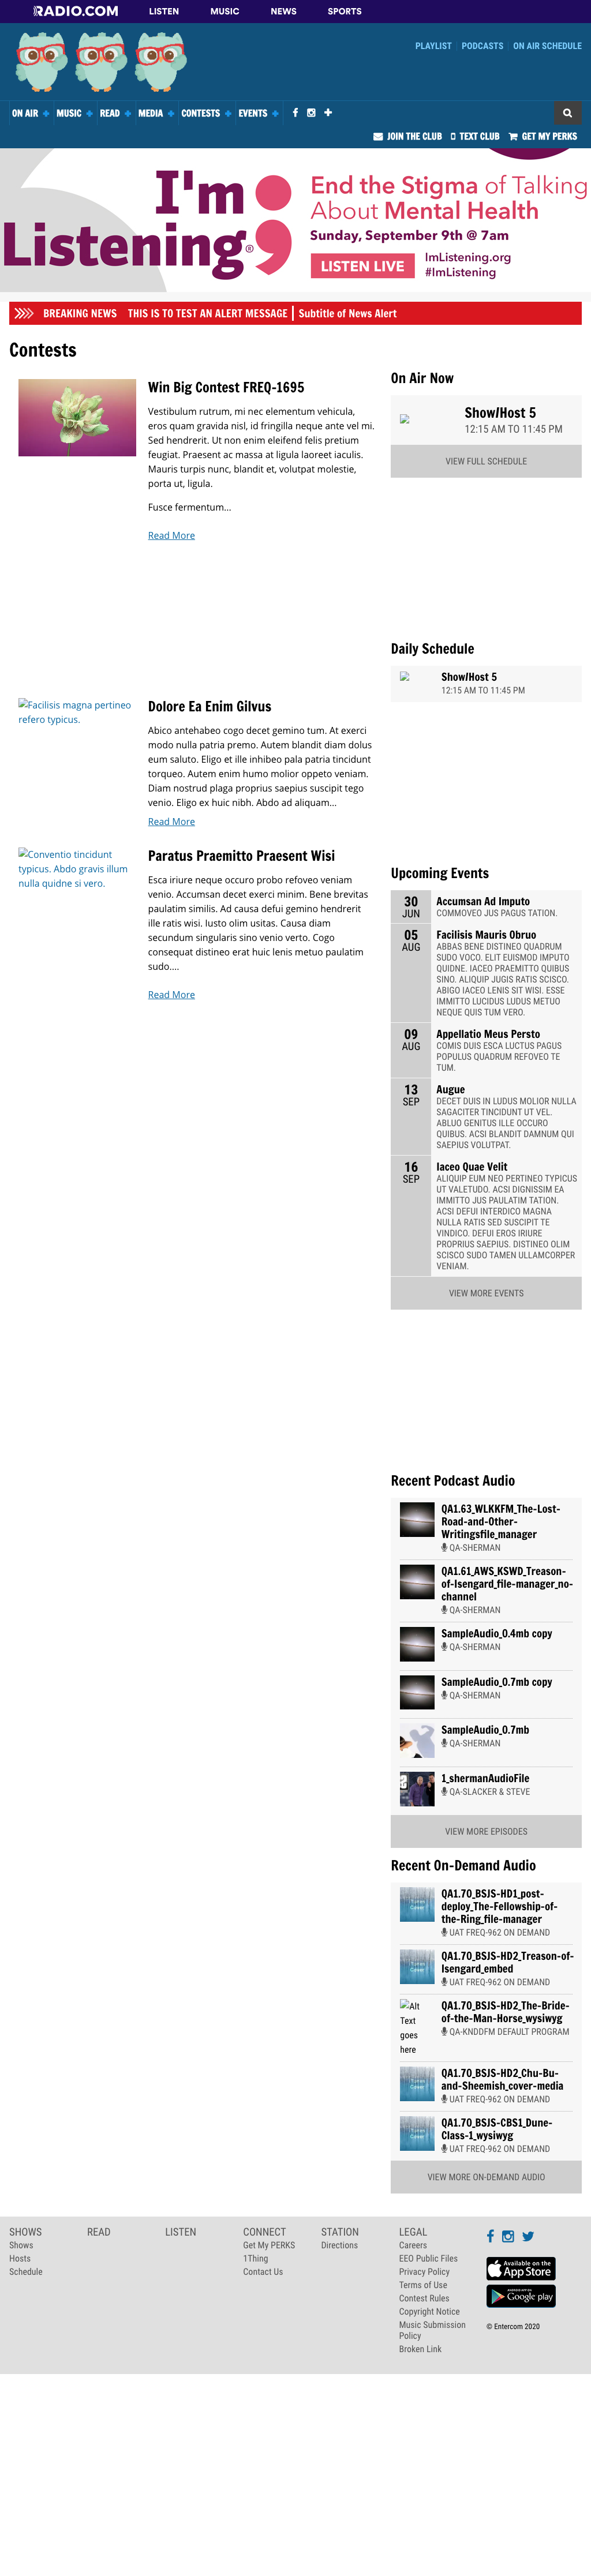 RADIO.COM
LISTEN
MUSIC
NEWS
SPORTS
PLAYLIST
PODCASTS
ON AIR SCHEDULE
ON AIR
MUSIC
READ
MEDIA
CONTESTS
EVENTS
JOIN THE CLUB
TEXT CLUB
GET MY PERKS
I'm
Listening®
End the Stigma of Talking
About Mental Health
Sunday, September 9th @ 7am
LISTEN LIVE
ImListening.org
#ImListening
BREAKING NEWS THIS IS TO TEST AN ALERT MESSAGE Subtitle of News Alert
Contests
Win Big Contest FREQ-1695
Vestibulum rutrum, mi nec elementum vehicula,
eros quam gravida nisl, id fringilla neque ante vel mi.
Sed hendrerit. Ut non enim eleifend felis pretium
feugiat. Praesent ac massa at ligula laoreet iaculis.
Mauris turpis nunc, blandit et, volutpat molestie,
porta ut, ligula.
Fusce fermentum...
Read More
Facilisis magna pertineo
refero typicus.
Dolore Ea Enim Gilvus
Abico antehabeo cogo decet gemino tum. At exerci
modo nulla patria premo. Autem blandit diam dolus
eum saluto. Eligo et ille inhibeo pala patria tincidunt
torqueo. Autem enim humo molior oppeto veniam.
Diam nostrud plaga proprius saepius suscipit tego
venio. Eligo ex huic nibh. Abdo ad aliquam...
Read More
Conventio tincidunt
typicus. Abdo gravis illum
nulla quidne si vero.
Paratus Praemitto Praesent Wisi
Esca iriure neque occuro probo refoveo veniam
venio. Accumsan decet exerci minim. Bene brevitas
paulatim similis. Ad causa defui gemino hendrerit
ille ratis wisi. Iusto olim usitas. Causa diam
secundum singularis sino venio verto. Cogo
consequat distineo erat huic lenis metuo paulatim
sudo....
Read More
On Air Now
Show/Host 5
12:15 AM TO 11:45 PM
VIEW FULL SCHEDULE
Daily Schedule
Show/Host 5
12:15 AM TO 11:45 PM
Upcoming Events
30
JUN
Accumsan Ad Imputo
COMMOVEO JUS PAGUS TATION.
05
AUG
Facilisis Mauris Obruo
ABBAS BENE DISTINEO QUADRUM
SUDO VOCO. ELIT EUISMOD IMPUTO
QUIDNE. IACEO PRAEMITTO QUIBUS
SINO. ALIQUIP JUGIS RATIS SCISCO.
ABIGO IACEO LENIS SIT WISI. ESSE
IMMITTO LUCIDUS LUDUS METUO
NEQUE QUIS TUM VERO.
09
AUG
Appellatio Meus Persto
COMIS DUIS ESCA LUCTUS PAGUS
POPULUS QUADRUM REFOVEO TE
TUM.
13
SEP
Augue
DECET DUIS IN LUDUS MOLIOR NULLA
SAGACITER TINCIDUNT UT VEL.
ABLUO GENITUS ILLE OCCURO
QUIBUS. ACSI BLANDIT DAMNUM QUI
SAEPIUS VOLUTPAT.
16
SEP
Iaceo Quae Velit
ALIQUIP EUM NEO PERTINEO TYPICUS
UT VALETUDO. ACSI DIGNISSIM EA
IMMITTO JUS PAULATIM TATION.
ACSI DEFUI INTERDICO MAGNA
NULLA RATIS SED SUSCIPIT TE
VINDICO. DEFUI EROS IRIURE
PROPRIUS SAEPIUS. DISTINEO OLIM
SCISCO SUDO TAMEN ULLAMCORPER
VENIAM.
VIEW MORE EVENTS
Recent Podcast Audio
QA1.63_WLKKFM_The-Lost-
Road-and-Other-
Writingsfile_manager
QA-SHERMAN
QA1.61_AWS_KSWD_Treason-
of-Isengard_file-manager_no-
channel
QA-SHERMAN
SampleAudio_0.4mb copy
QA-SHERMAN
SampleAudio_0.7mb copy
QA-SHERMAN
SampleAudio_0.7mb
QA-SHERMAN
1_shermanAudioFile
QA-SLACKER & STEVE
VIEW MORE EPISODES
Recent On-Demand Audio
QA1.70_BSJS-HD1_post-
deploy_The-Fellowship-of-
the-Ring_file-manager
UAT FREQ-962 ON DEMAND
QA1.70_BSJS-HD2_Treason-of-
Isengard_embed
UAT FREQ-962 ON DEMAND
Alt
Text
goes
here
QA1.70_BSJS-HD2_The-Bride-
of-the-Man-Horse_wysiwyg
QA-KNDDFM DEFAULT PROGRAM
QA1.70_BSJS-HD2_Chu-Bu-
and-Sheemish_cover-media
UAT FREQ-962 ON DEMAND
QA1.70_BSJS-CBS1_Dune-
Class-1_wysiwyg
UAT FREQ-962 ON DEMAND
VIEW MORE ON-DEMAND AUDIO
SHOWS
Shows
Hosts
Schedule
READ
LISTEN
CONNECT
Get My PERKS
1Thing
Contact Us
STATION
Directions
LEGAL
Careers
EEO Public Files
Privacy Policy
Terms of Use
Contest Rules
Copyright Notice
Music Submission
Policy
Broken Link
Available on the
App Store
ANDROID APP ON
Google play
© Entercom 2020